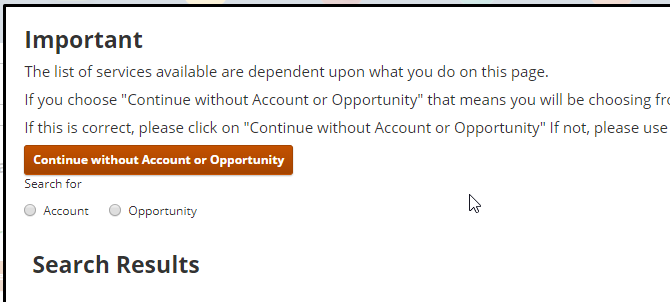 Important
The list of services available are dependent upon what you do on this page.
If you choose "Continue without Account or Opportunity" that means you will be choosing
If this is correct, please click on "Continue without Account or Opportunity" If not, please use
Continue without Account or Opportunity
Search for
Account Opportunity
Search Results